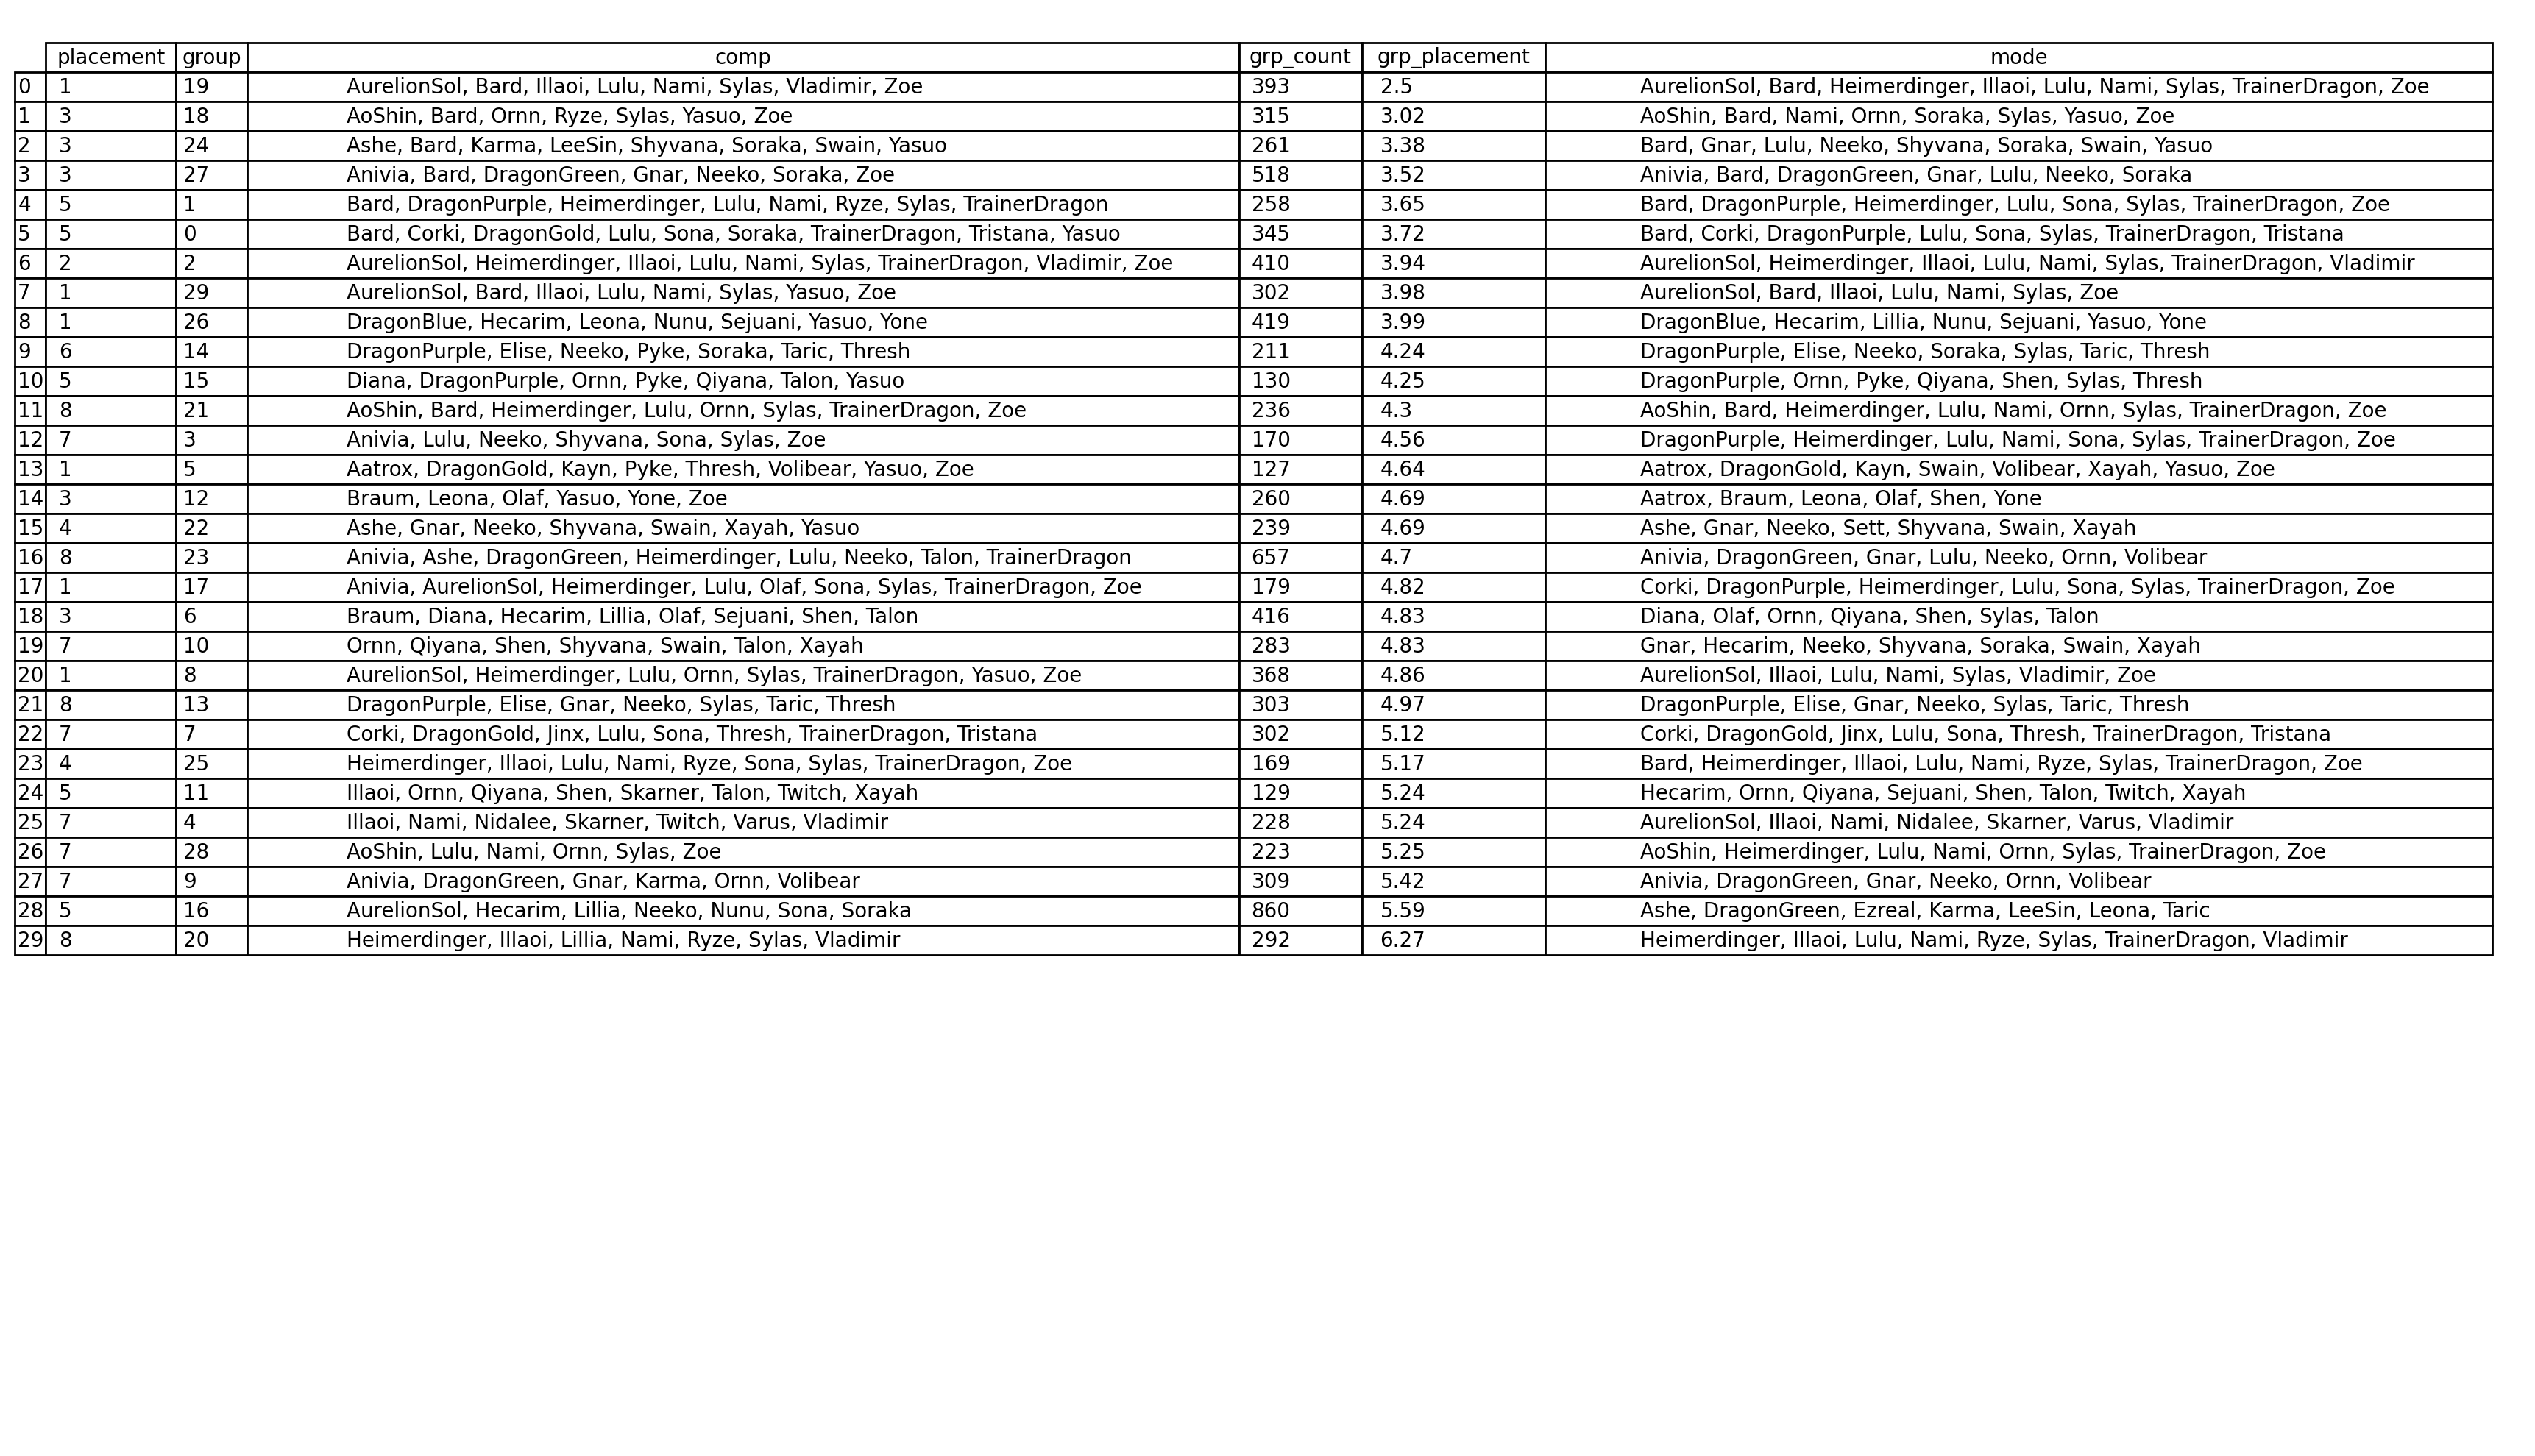 placement group comp grp_count grp_placement mode
0 1 19 AurelionSol, Bard, Illaoi, Lulu, Nami, Sylas, Vladimir, Zoe 393 2.5 AurelionSol, Bard, Heimerdinger, Illaoi, Lulu, Nami, Sylas, TrainerDragon, Zoe
1 3 18 AoShin, Bard, Ornn, Ryze, Sylas, Yasuo, Zoe 315 3.02 AoShin, Bard, Nami, Ornn, Soraka, Sylas, Yasuo, Zoe
2 3 24 Ashe, Bard, Karma, LeeSin, Shyvana, Soraka, Swain, Yasuo 261 3.38 Bard, Gnar, Lulu, Neeko, Shyvana, Soraka, Swain, Yasuo
3 3 27 Anivia, Bard, DragonGreen, Gnar, Neeko, Soraka, Zoe 518 3.52 Anivia, Bard, DragonGreen, Gnar, Lulu, Neeko, Soraka
4 5 1 Bard, DragonPurple, Heimerdinger, Lulu, Nami, Ryze, Sylas, TrainerDragon 258 3.65 Bard, DragonPurple, Heimerdinger, Lulu, Sona, Sylas, TrainerDragon, Zoe
5 5 0 Bard, Corki, DragonGold, Lulu, Sona, Soraka, TrainerDragon, Tristana, Yasuo 345 3.72 Bard, Corki, DragonPurple, Lulu, Sona, Sylas, TrainerDragon, Tristana
6 2 2 AurelionSol, Heimerdinger, Illaoi, Lulu, Nami, Sylas, TrainerDragon, Vladimir, Zoe 410 3.94 AurelionSol, Heimerdinger, Illaoi, Lulu, Nami, Sylas, TrainerDragon, Vladimir
7 1 29 AurelionSol, Bard, Illaoi, Lulu, Nami, Sylas, Yasuo, Zoe 302 3.98 AurelionSol, Bard, Illaoi, Lulu, Nami, Sylas, Zoe
8 1 26 DragonBlue, Hecarim, Leona, Nunu, Sejuani, Yasuo, Yone 419 3.99 DragonBlue, Hecarim, Lillia, Nunu, Sejuani, Yasuo, Yone
9 6 14 DragonPurple, Elise, Neeko, Pyke, Soraka, Taric, Thresh 211 4.24 DragonPurple, Elise, Neeko, Soraka, Sylas, Taric, Thresh
10 5 15 Diana, DragonPurple, Ornn, Pyke, Qiyana, Talon, Yasuo 130 4.25 DragonPurple, Ornn, Pyke, Qiyana, Shen, Sylas, Thresh
11 8 21 AoShin, Bard, Heimerdinger, Lulu, Ornn, Sylas, TrainerDragon, Zoe 236 4.3 AoShin, Bard, Heimerdinger, Lulu, Nami, Ornn, Sylas, TrainerDragon, Zoe
12 7 3 Anivia, Lulu, Neeko, Shyvana, Sona, Sylas, Zoe 170 4.56 DragonPurple, Heimerdinger, Lulu, Nami, Sona, Sylas, TrainerDragon, Zoe
13 1 5 Aatrox, DragonGold, Kayn, Pyke, Thresh, Volibear, Yasuo, Zoe 127 4.64 Aatrox, DragonGold, Kayn, Swain, Volibear, Xayah, Yasuo, Zoe
14 3 12 Braum, Leona, Olaf, Yasuo, Yone, Zoe 260 4.69 Aatrox, Braum, Leona, Olaf, Shen, Yone
15 4 22 Ashe, Gnar, Neeko, Shyvana, Swain, Xayah, Yasuo 239 4.69 Ashe, Gnar, Neeko, Sett, Shyvana, Swain, Xayah
16 8 23 Anivia, Ashe, DragonGreen, Heimerdinger, Lulu, Neeko, Talon, TrainerDragon 657 4.7 Anivia, DragonGreen, Gnar, Lulu, Neeko, Ornn, Volibear
17 1 17 Anivia, AurelionSol, Heimerdinger, Lulu, Olaf, Sona, Sylas, TrainerDragon, Zoe 179 4.82 Corki, DragonPurple, Heimerdinger, Lulu, Sona, Sylas, TrainerDragon, Zoe
18 3 6 Braum, Diana, Hecarim, Lillia, Olaf, Sejuani, Shen, Talon 416 4.83 Diana, Olaf, Ornn, Qiyana, Shen, Sylas, Talon
19 7 10 Ornn, Qiyana, Shen, Shyvana, Swain, Talon, Xayah 283 4.83 Gnar, Hecarim, Neeko, Shyvana, Soraka, Swain, Xayah
20 1 8 AurelionSol, Heimerdinger, Lulu, Ornn, Sylas, TrainerDragon, Yasuo, Zoe 368 4.86 AurelionSol, Illaoi, Lulu, Nami, Sylas, Vladimir, Zoe
21 8 13 DragonPurple, Elise, Gnar, Neeko, Sylas, Taric, Thresh 303 4.97 DragonPurple, Elise, Gnar, Neeko, Sylas, Taric, Thresh
22 7 7 Corki, DragonGold, Jinx, Lulu, Sona, Thresh, TrainerDragon, Tristana 302 5.12 Corki, DragonGold, Jinx, Lulu, Sona, Thresh, TrainerDragon, Tristana
23 4 25 Heimerdinger, Illaoi, Lulu, Nami, Ryze, Sona, Sylas, TrainerDragon, Zoe 169 5.17 Bard, Heimerdinger, Illaoi, Lulu, Nami, Ryze, Sylas, TrainerDragon, Zoe
24 5 11 Illaoi, Ornn, Qiyana, Shen, Skarner, Talon, Twitch, Xayah 129 5.24 Hecarim, Ornn, Qiyana, Sejuani, Shen, Talon, Twitch, Xayah
25 7 4 Illaoi, Nami, Nidalee, Skarner, Twitch, Varus, Vladimir 228 5.24 AurelionSol, Illaoi, Nami, Nidalee, Skarner, Varus, Vladimir
26 7 28 AoShin, Lulu, Nami, Ornn, Sylas, Zoe 223 5.25 AoShin, Heimerdinger, Lulu, Nami, Ornn, Sylas, TrainerDragon, Zoe
27 7 9 Anivia, DragonGreen, Gnar, Karma, Ornn, Volibear 309 5.42 Anivia, DragonGreen, Gnar, Neeko, Ornn, Volibear
28 5 16 AurelionSol, Hecarim, Lillia, Neeko, Nunu, Sona, Soraka 860 5.59 Ashe, DragonGreen, Ezreal, Karma, LeeSin, Leona, Taric
29 8 20 Heimerdinger, Illaoi, Lillia, Nami, Ryze, Sylas, Vladimir 292 6.27 Heimerdinger, Illaoi, Lulu, Nami, Ryze, Sylas, TrainerDragon, Vladimir